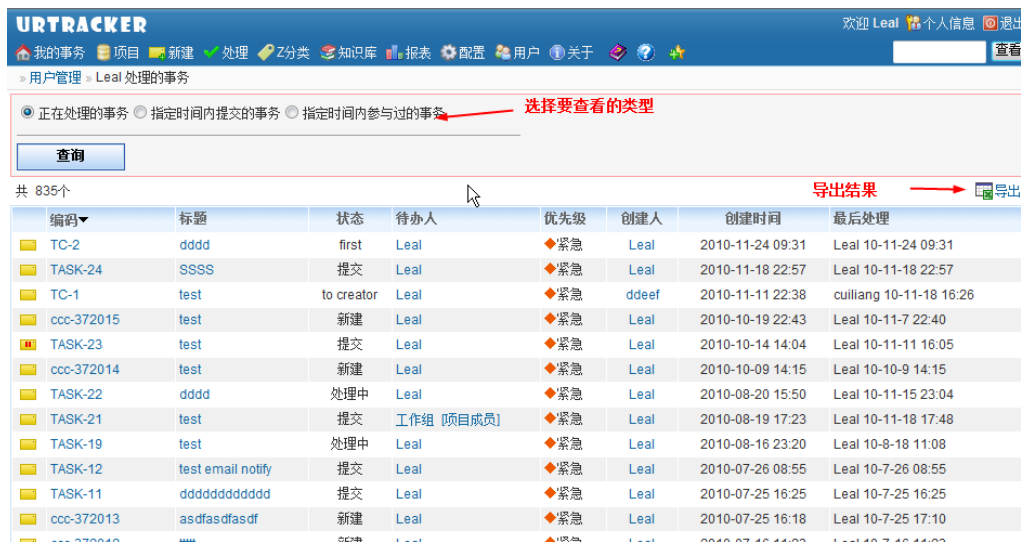 URTRACKER
欢迎 Leal 个人信息 退出
我的事务 项目 新建 处理 Z分类 知识库 报表 配置 用户 关于
查看
» 用户管理 » Leal 处理的事务
正在处理的事务 指定时间内提交的事务 指定时间内参与过的事务
选择要查看的类型
查询
共 835个
导出结果
导出
编码 标题 状态 待办人 优先级 创建人 创建时间 最后处理
TC-2 dddd first Leal 紧急 Leal 2010-11-24 09:31 Leal 10-11-24 09:31
TASK-24 SSSS 提交 Leal 紧急 Leal 2010-11-18 22:57 Leal 10-11-18 22:57
TC-1 test to creator Leal 紧急 ddeef 2010-11-11 22:38 cuiliang 10-11-18 16:26
ccc-372015 test 新建 Leal 紧急 Leal 2010-10-19 22:43 Leal 10-11-7 22:40
TASK-23 test 提交 Leal 紧急 Leal 2010-10-14 14:04 Leal 10-11-11 16:05
ccc-372014 test 新建 Leal 紧急 Leal 2010-10-09 14:15 Leal 10-10-9 14:15
TASK-22 dddd 处理中 Leal 紧急 Leal 2010-08-20 15:50 Leal 10-11-15 23:04
TASK-21 test 提交 工作组 [项目成员] 紧急 Leal 2010-08-19 17:23 Leal 10-11-18 17:48
TASK-19 test 处理中 Leal 紧急 Leal 2010-08-16 23:20 Leal 10-8-18 11:08
TASK-12 test email notify 提交 Leal 紧急 Leal 2010-07-26 08:55 Leal 10-7-26 08:55
TASK-11 dddddddddddd 提交 Leal 紧急 Leal 2010-07-25 16:25 Leal 10-7-25 16:25
ccc-372013 asdfasdfasdf 新建 Leal 紧急 Leal 2010-07-25 16:18 Leal 10-7-25 17:10